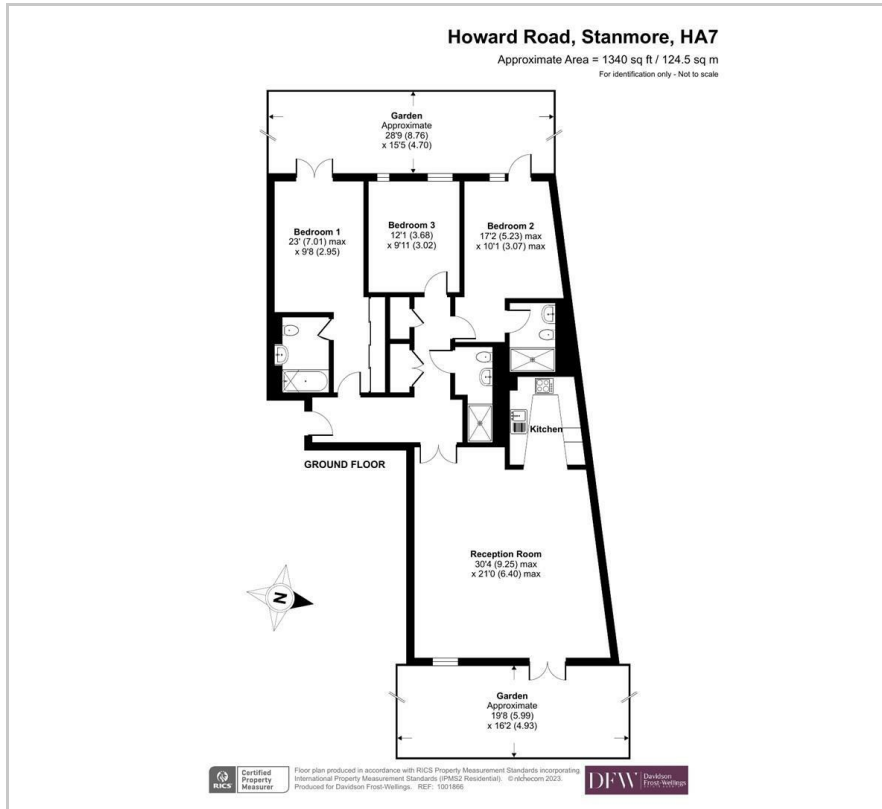 Howard Road, Stanmore, HA7
Approximate Area = 1340 sq ft / 124.5 sq m
For identification only - Not to scale
Garden
Approximate
28'9 (8.76)
x 15'5 (4.70)
Bedroom 1
23' (7.01) max
x 9'8 (2.95)
Bedroom 3
12'1 (3.68)
x 9'11 (3.02)
Bedroom 2
17'2 (5.23) max
x 10'1 (3.07) max
Kitchen
GROUND FLOOR
Reception Room
30'4 (9.25) max
x 21'0 (6.40) max
N
Garden
Approximate
19'8 (5.99)
x 16'2 (4.93)
RICS
Certified
Property
Measurer
Floor plan produced in accordance with RICS Property Measurement Standards incorporating
International Property Measurement Standards (IPMS2 Residential). © nichecom 2023.
Produced for Davidson Frost-Wellings. REF: 1001866
DFW
Davidson
Frost-Wellings